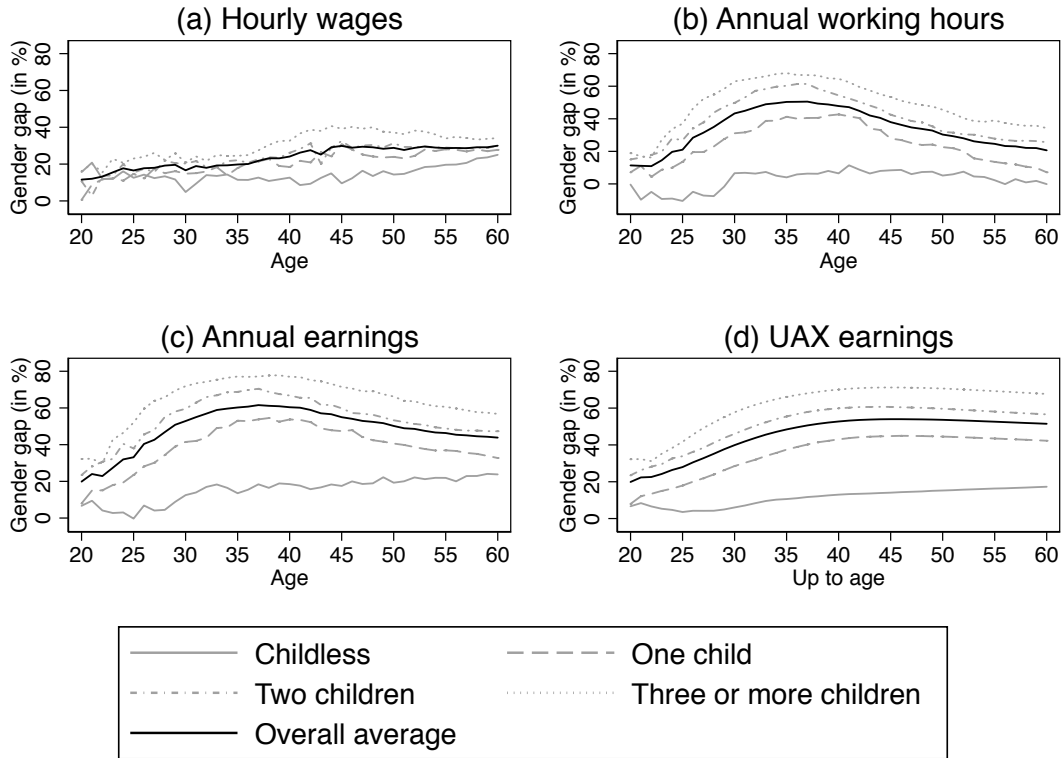 (a) Hourly wages
Gender gap (in %)
0 20 40 60 80
20 25 30 35 40 45 50 55 60
Age
(b) Annual working hours
Gender gap (in %)
0 20 40 60 80
20 25 30 35 40 45 50 55 60
Age
(c) Annual earnings
Gender gap (in %)
0 20 40 60 80
20 25 30 35 40 45 50 55 60
Age
(d) UAX earnings
Gender gap (in %)
0 20 40 60 80
20 25 30 35 40 45 50 55 60
Up to age
Childless
One child
Two children
Three or more children
Overall average